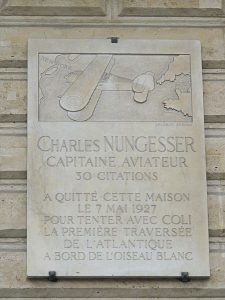 CHARLES NUNGESSER
CAPITAINE AVIATEUR
30 CITATIONS
A QUITTÉ CETTE MAISON
LE 7 MAI 1927
POUR TENTER AVEC COLI
LA PREMIÈRE TRAVERSÉE
DE L'ATLANTIQUE
A BORD DE L'OISEAU BLANC